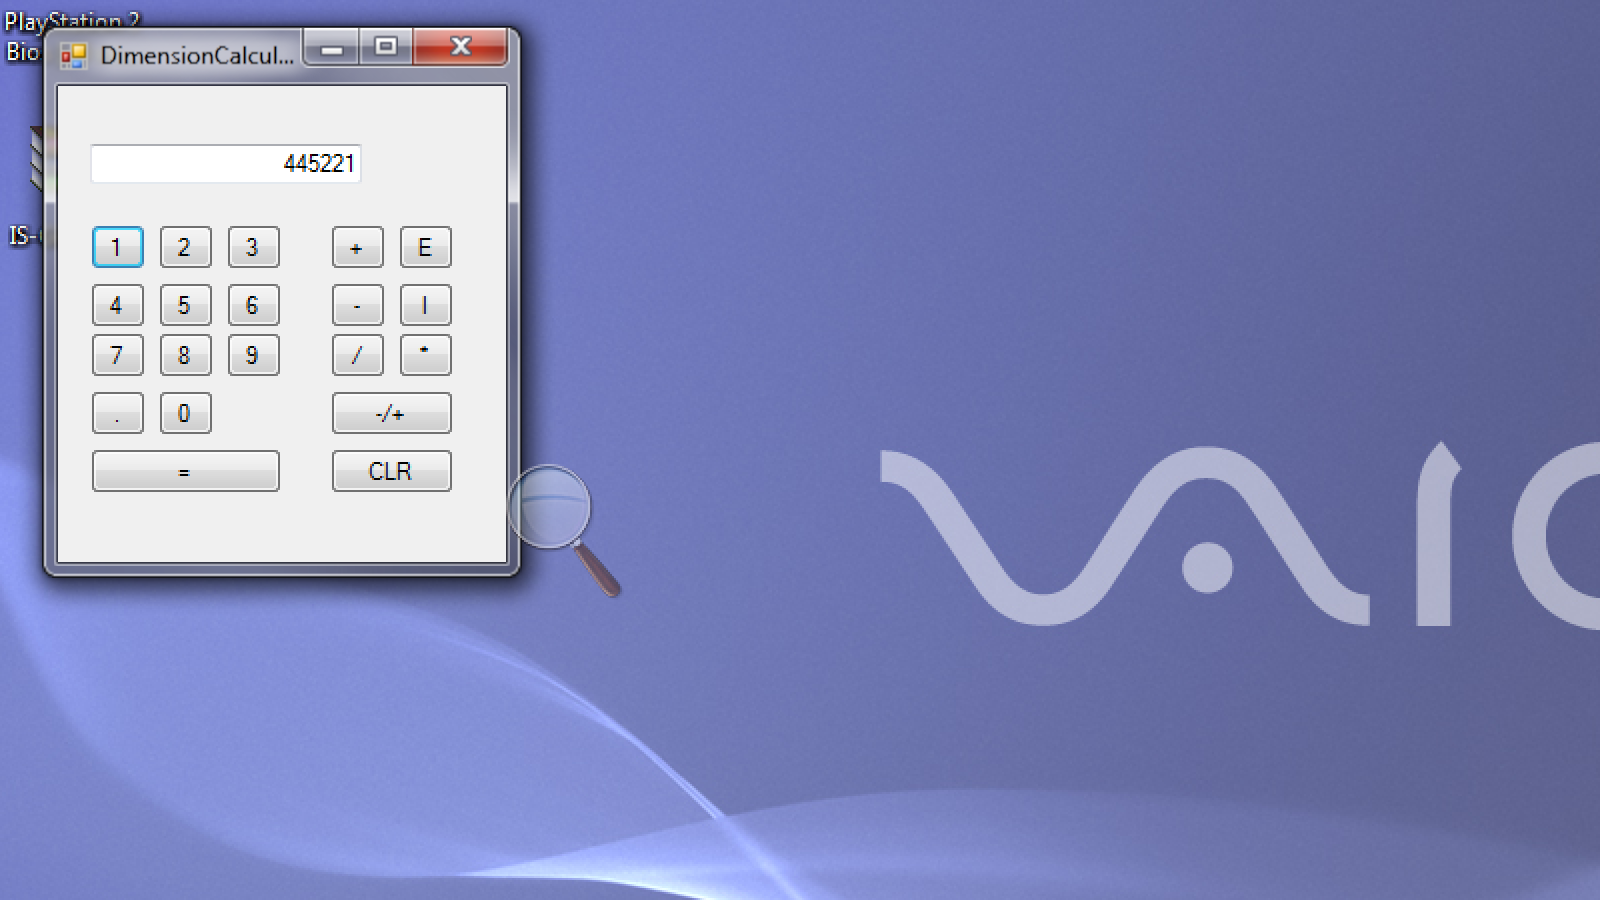 PlayStation 2
Bio
DimensionCalcul...
IS-
445221
1 2 3 + E
4 5 6 - I
7 8 9 / *
. 0 -/+
= CLR
VAIO